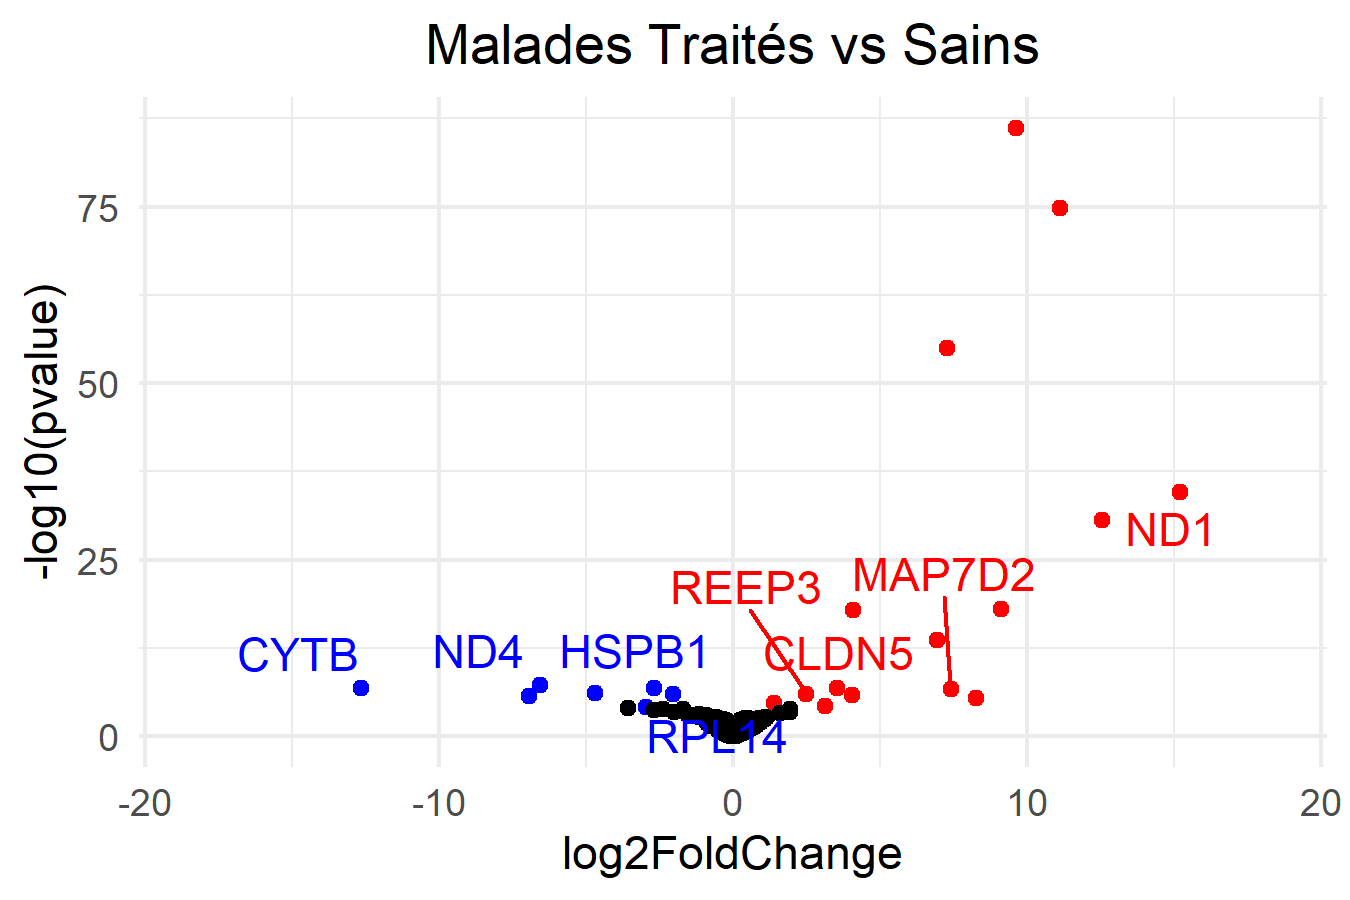 Malades Traités vs Sains
-log10(pvalue)
75
50
25
0
ND1
MAP7D2
REEP3
CLDN5
CYTB
ND4
HSPB1
RPL14
-20
-10
0
10
20
log2FoldChange